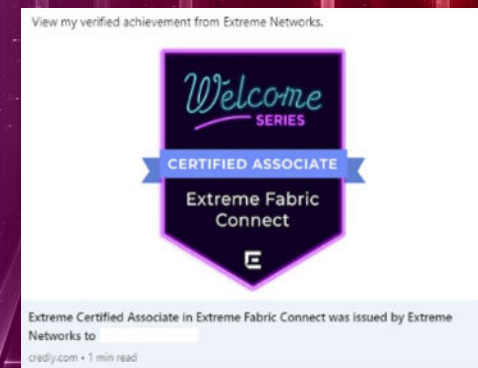 View my verified achievement from Extreme Networks.
Welcome
SERIES
CERTIFIED ASSOCIATE
Extreme Fabric
Connect
E
Extreme Certified Associate in Extreme Fabric Connect was issued by Extreme
Networks to
credly.com • 1 min read